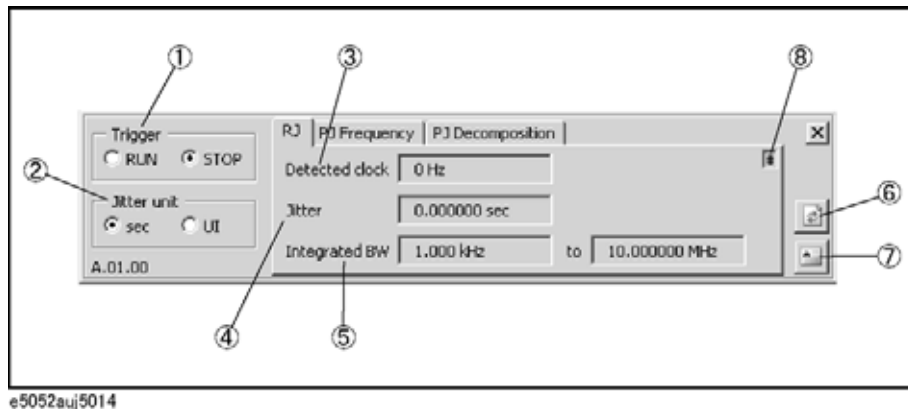 ① ③ ⑧
Trigger
RUN STOP
RJ PJ Frequency PJ Decomposition
Detected clock 0 Hz
②
Jitter unit
sec UI
Jitter 0.000000 sec
⑥
Integrated BW 1.000 kHz to 10.000000 MHz
A.01.00
⑦
④ ⑤
e5052auj5014